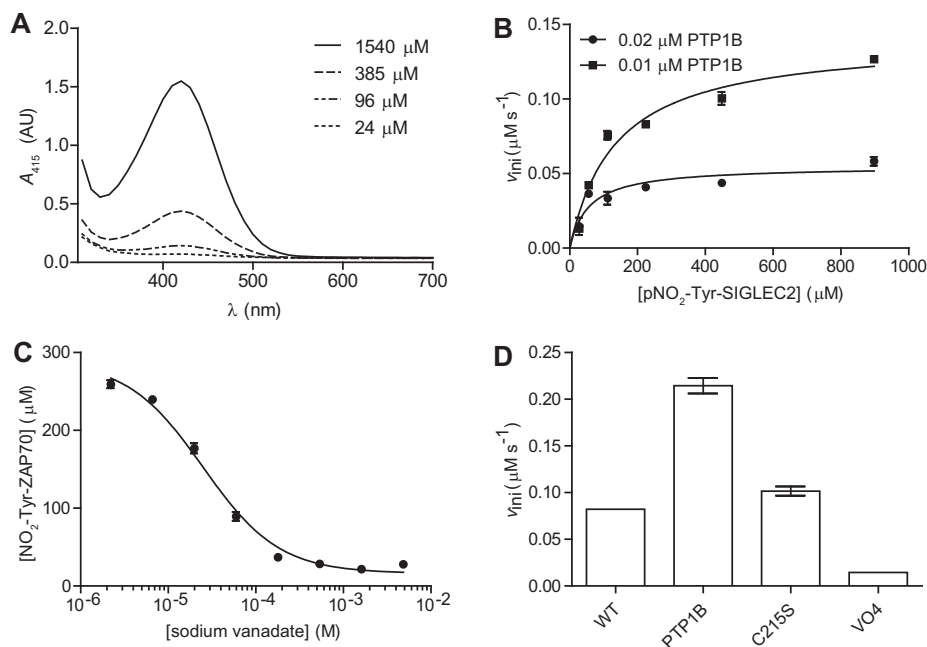 A
2.0
1.5
1.0
0.5
0.0
A415 (AU)
400
500
600
700
λ (nm)
1540 μM
385 μM
96 μM
24 μM
B
0.15
0.10
0.05
0.00
vini (μM s-1)
0
200
400
600
800
1000
[pNO2-Tyr-SIGLEC2] (μM)
0.02 μM PTP1B
0.01 μM PTP1B
C
300
200
100
0
[NO2-Tyr-ZAP70] (μM)
10-6
10-5
10-4
10-3
10-2
[sodium vanadate] (M)
D
0.25
0.20
0.15
0.10
0.05
0.00
vini (μM s-1)
WT
PTP1B
C215S
VO4